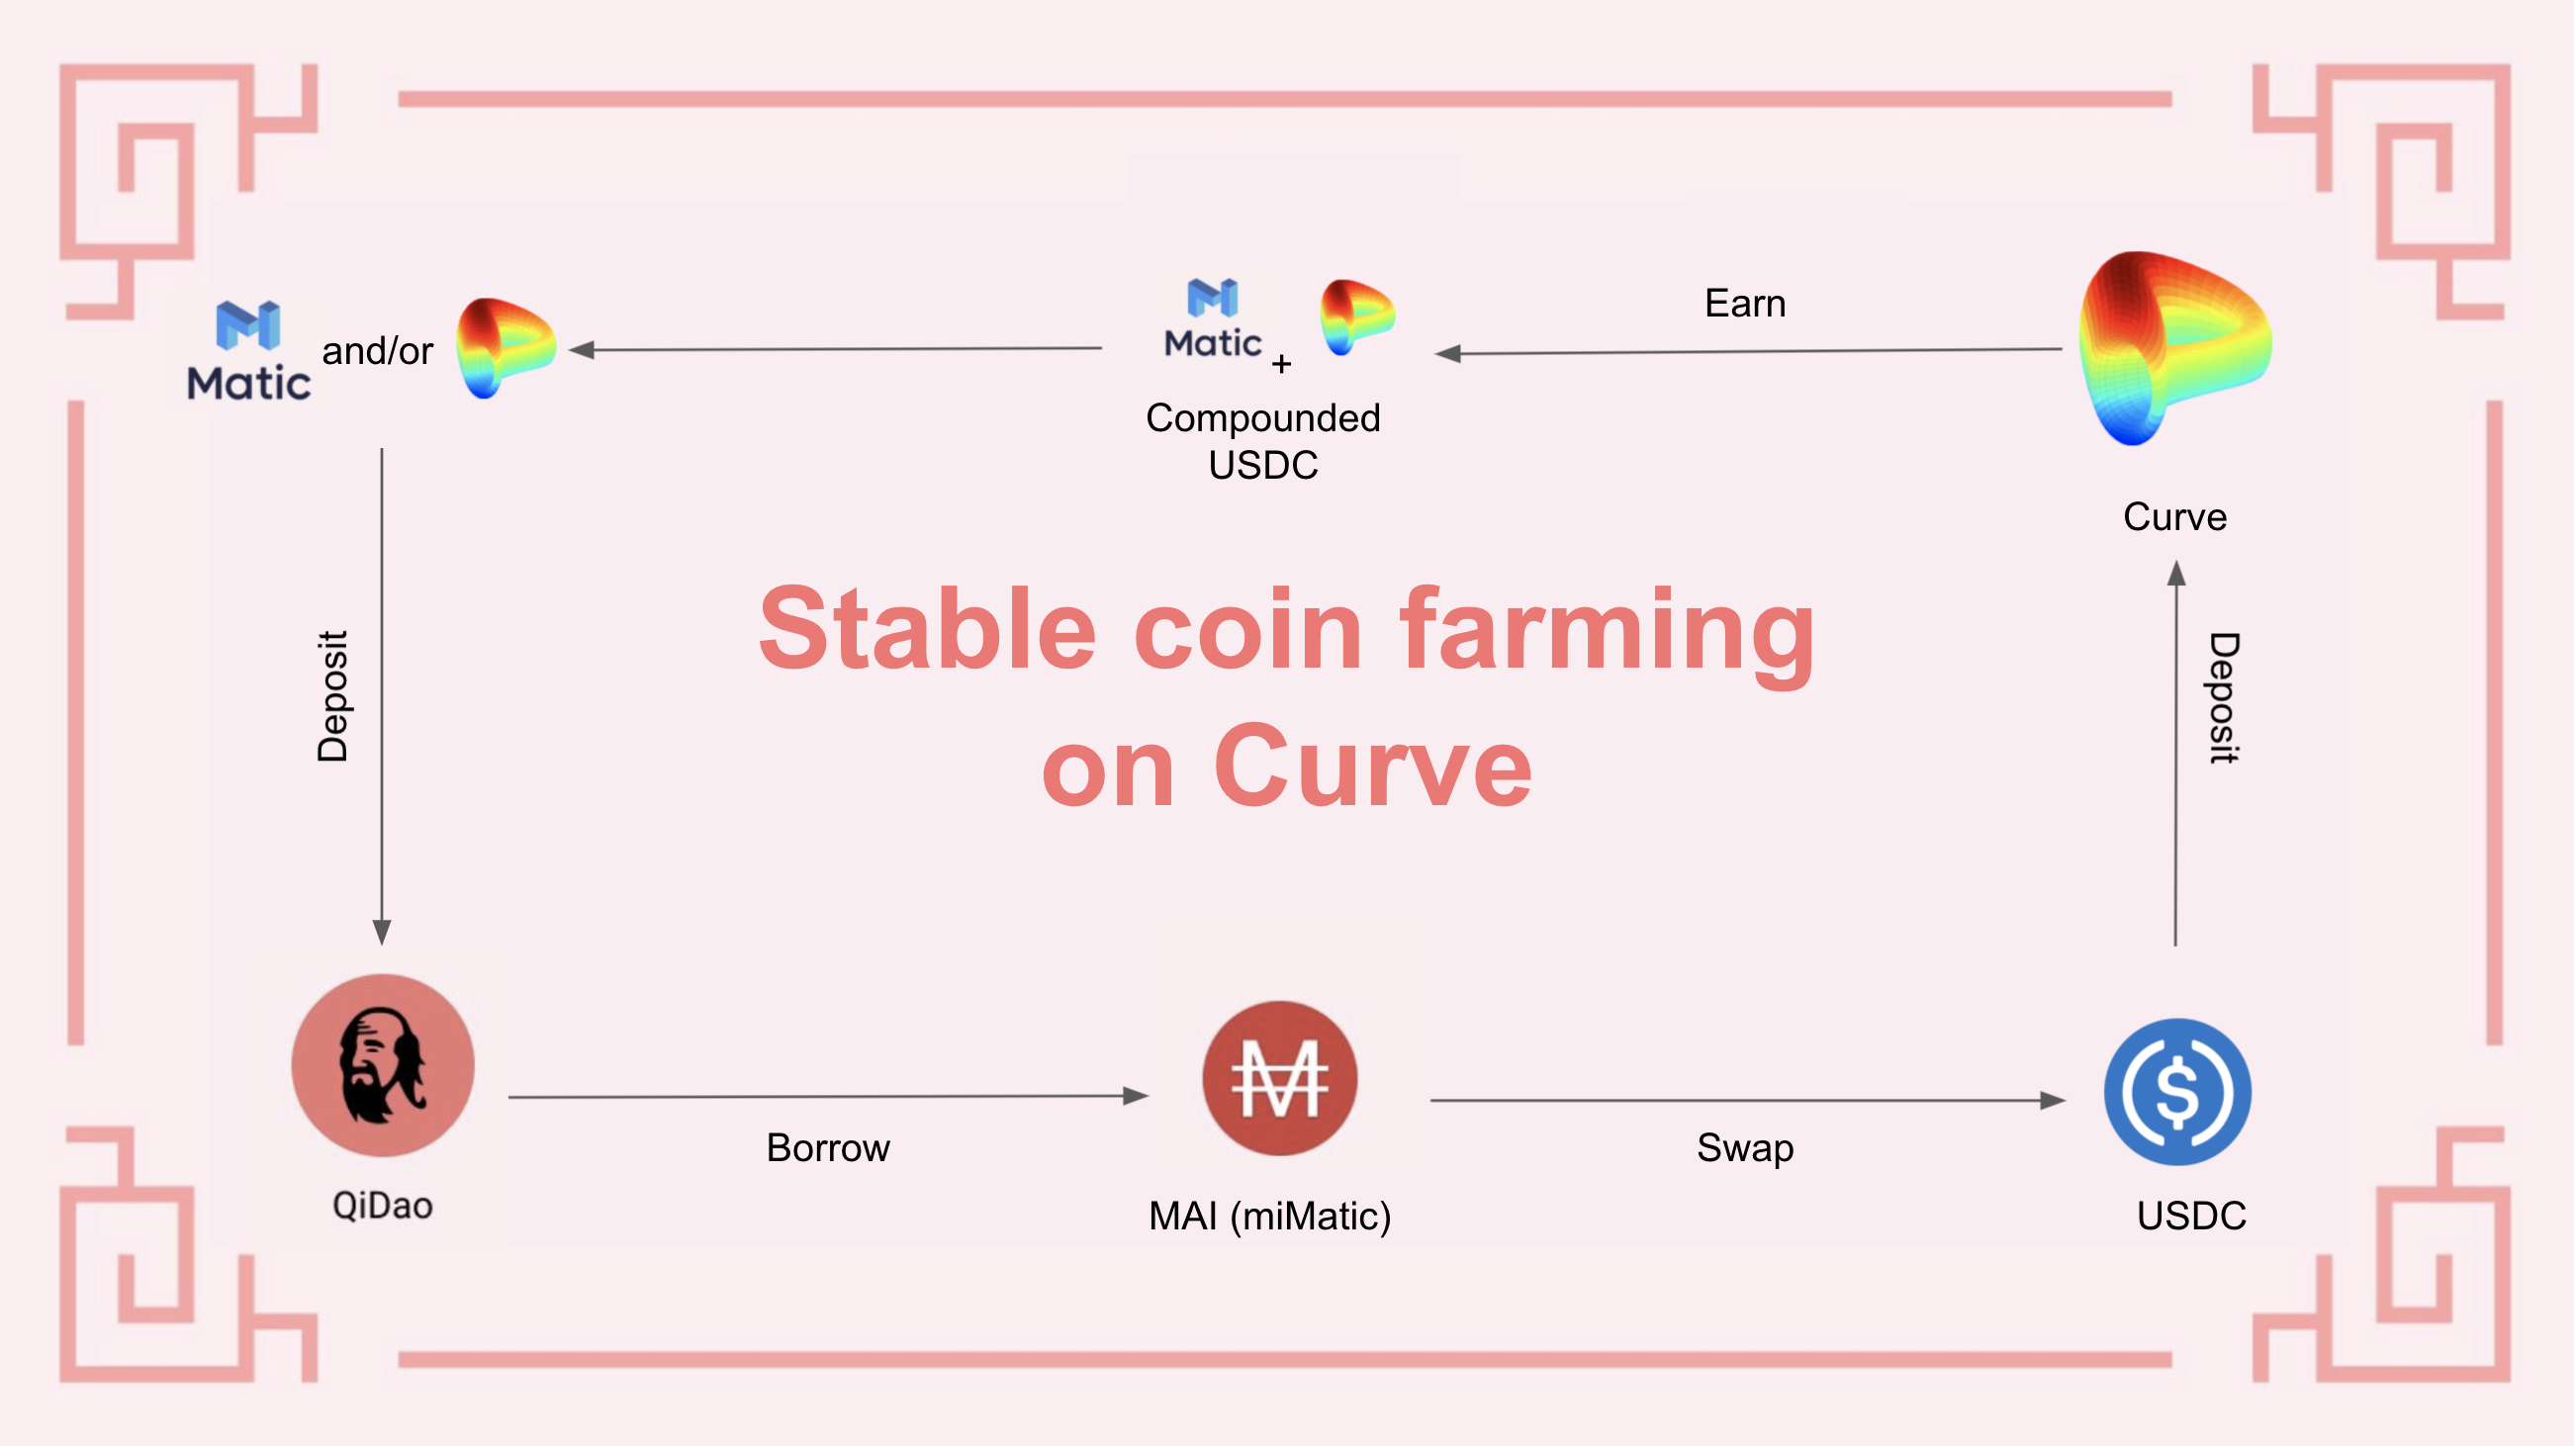 Matic and/or
Matic +
Compounded
USDC
Earn
Curve
Stable coin farming
on Curve
Deposit
Deposit
QiDao
Borrow
MAI (miMatic)
Swap
USDC